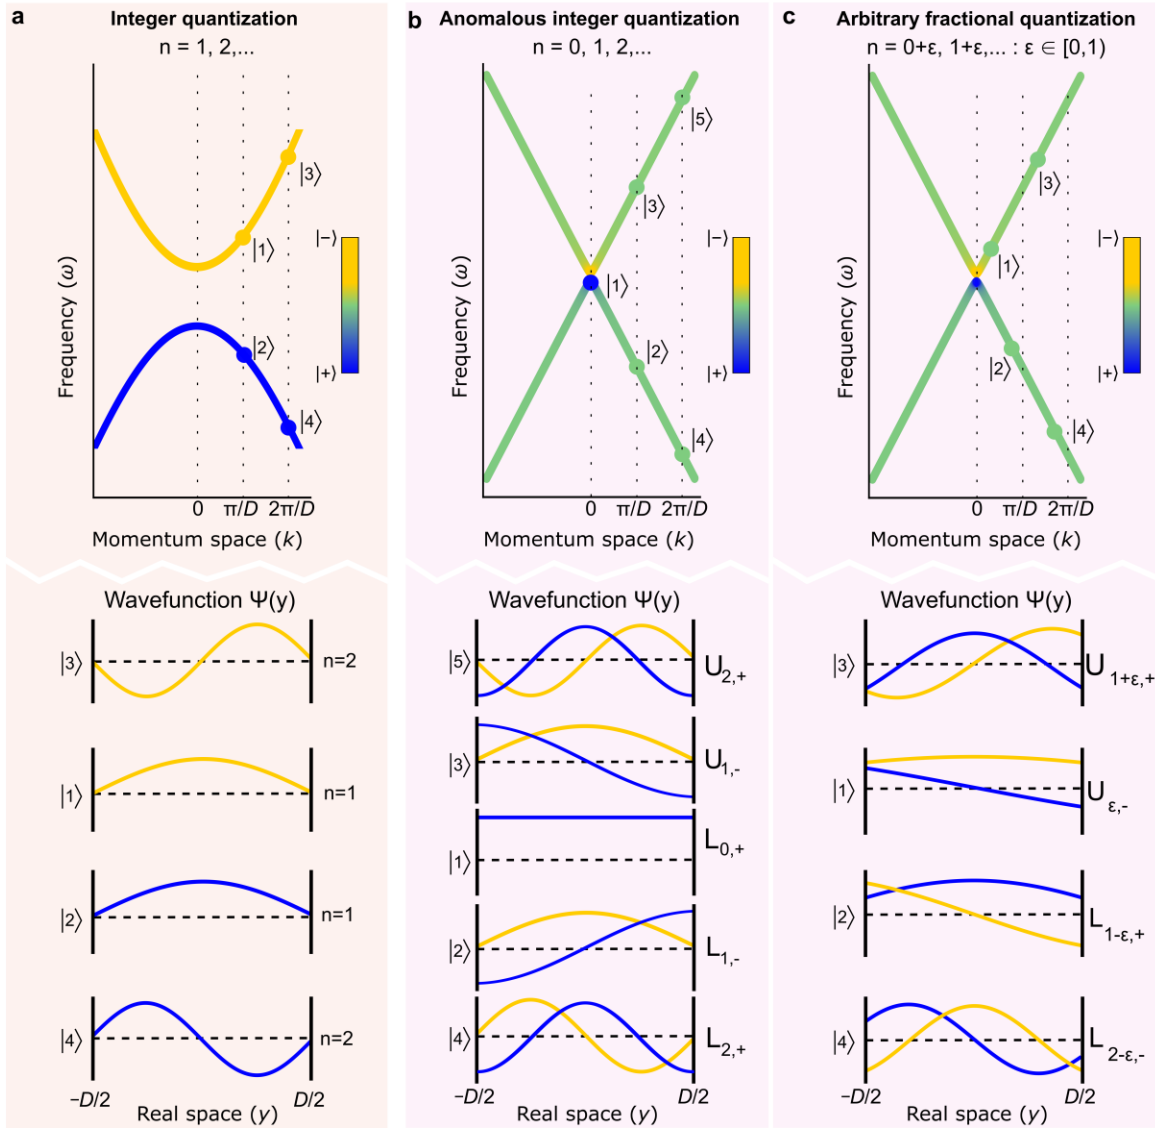 a Integer quantization
n = 1, 2,...
Frequency (ω)
|3⟩
|1⟩
|2⟩
|4⟩
|−⟩
|+⟩
0 π/D 2π/D
Momentum space (k)
Wavefunction Ψ(y)
|3⟩ n=2
|1⟩ n=1
|2⟩ n=1
|4⟩ n=2
−D/2 D/2
Real space (y)
b Anomalous integer quantization
n = 0, 1, 2,...
Frequency (ω)
|5⟩
|3⟩
|1⟩
|2⟩
|4⟩
|−⟩
|+⟩
0 π/D 2π/D
Momentum space (k)
Wavefunction Ψ(y)
|5⟩ U2,+
|3⟩ U1,-
|1⟩ L0,+
|2⟩ L1,-
|4⟩ L2,+
−D/2 D/2
Real space (y)
c Arbitrary fractional quantization
n = 0+ε, 1+ε,... : ε ∈ [0,1)
Frequency (ω)
|3⟩
|1⟩
|2⟩
|4⟩
|−⟩
|+⟩
0 π/D 2π/D
Momentum space (k)
Wavefunction Ψ(y)
|3⟩ U1+ε,+
|1⟩ Uε,-
|2⟩ L1-ε,+
|4⟩ L2-ε,-
−D/2 D/2
Real space (y)